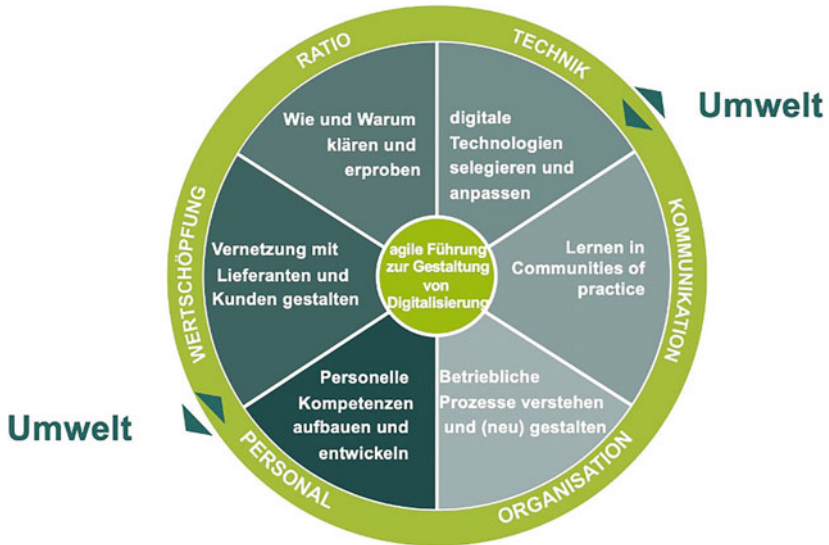 RATIO
TECHNIK
Umwelt
Wie und Warum
klären und
erproben
digitale
Technologien
selegieren und
anpassen
WERTSCHÖPFUNG
KOMMUNIKATION
Vernetzung mit
Lieferanten und
Kunden gestalten
agile Führung
zur Gestaltung
von
Digitalisierung
Lernen in
Communities of
practice
Personelle
Kompetenzen
aufbauen und
entwickeln
Betriebliche
Prozesse verstehen
und (neu) gestalten
Umwelt
PERSONAL
ORGANISATION